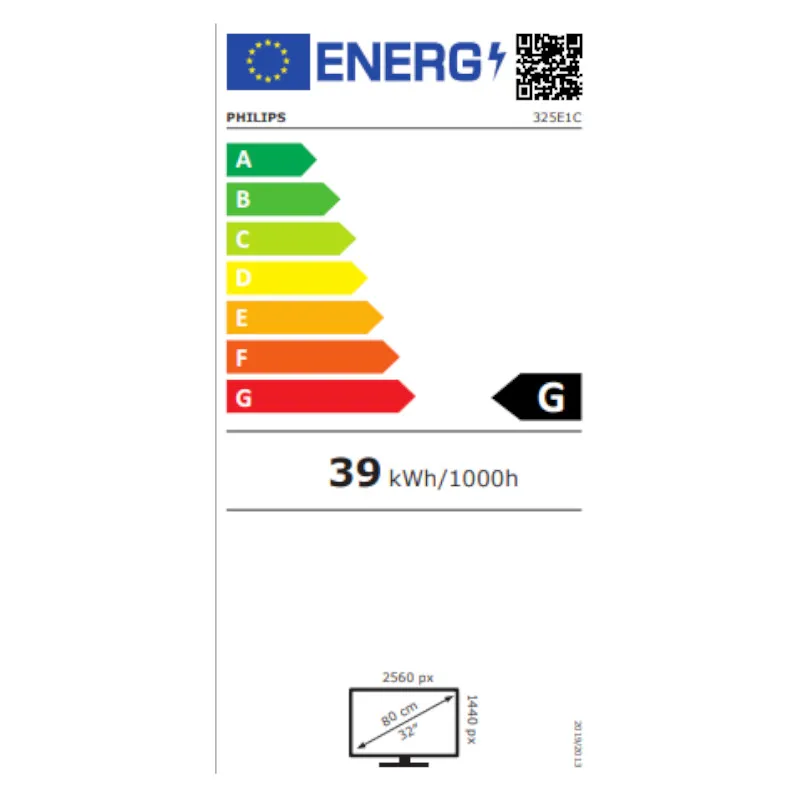 ENERG
PHILIPS 325E1C
A
B
C
D
E
F
G
G
39 kWh/1000h
2560 px
80 cm
32"
1440 px
2019/2013